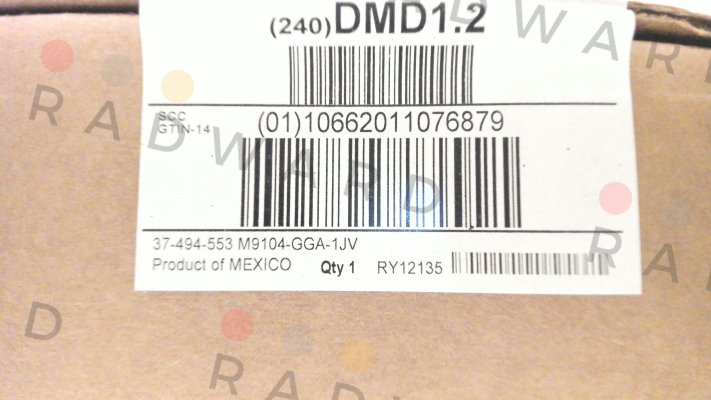 (240)DMD1.2
SCC
GTIN-14
(01)10662011076879
37-494-553 M9104-GGA-1JV
Product of MEXICO Qty 1 RY12135
RADWARD
RA
D
RADWARD